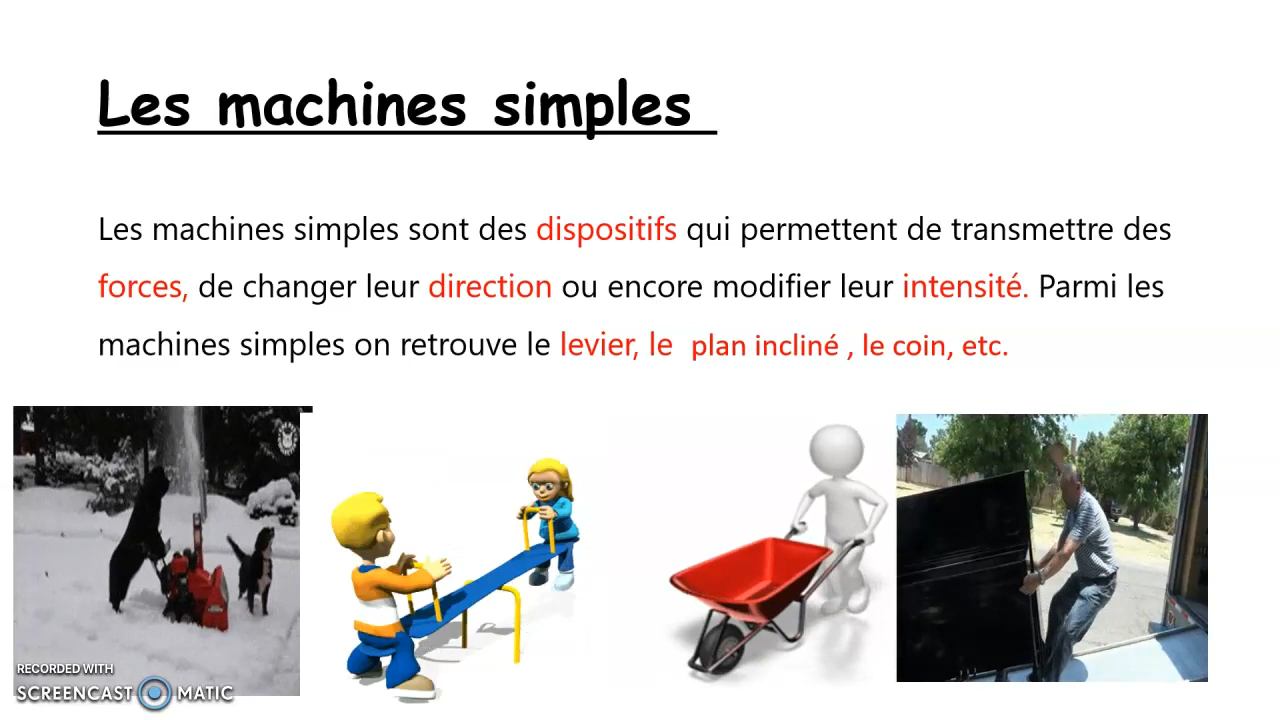 Les machines simples
Les machines simples sont des dispositifs qui permettent de transmettre des
forces, de changer leur direction ou encore modifier leur intensité. Parmi les
machines simples on retrouve le levier, le plan incliné , le coin, etc.
RECORDED WITH
SCREENCAST MATIC